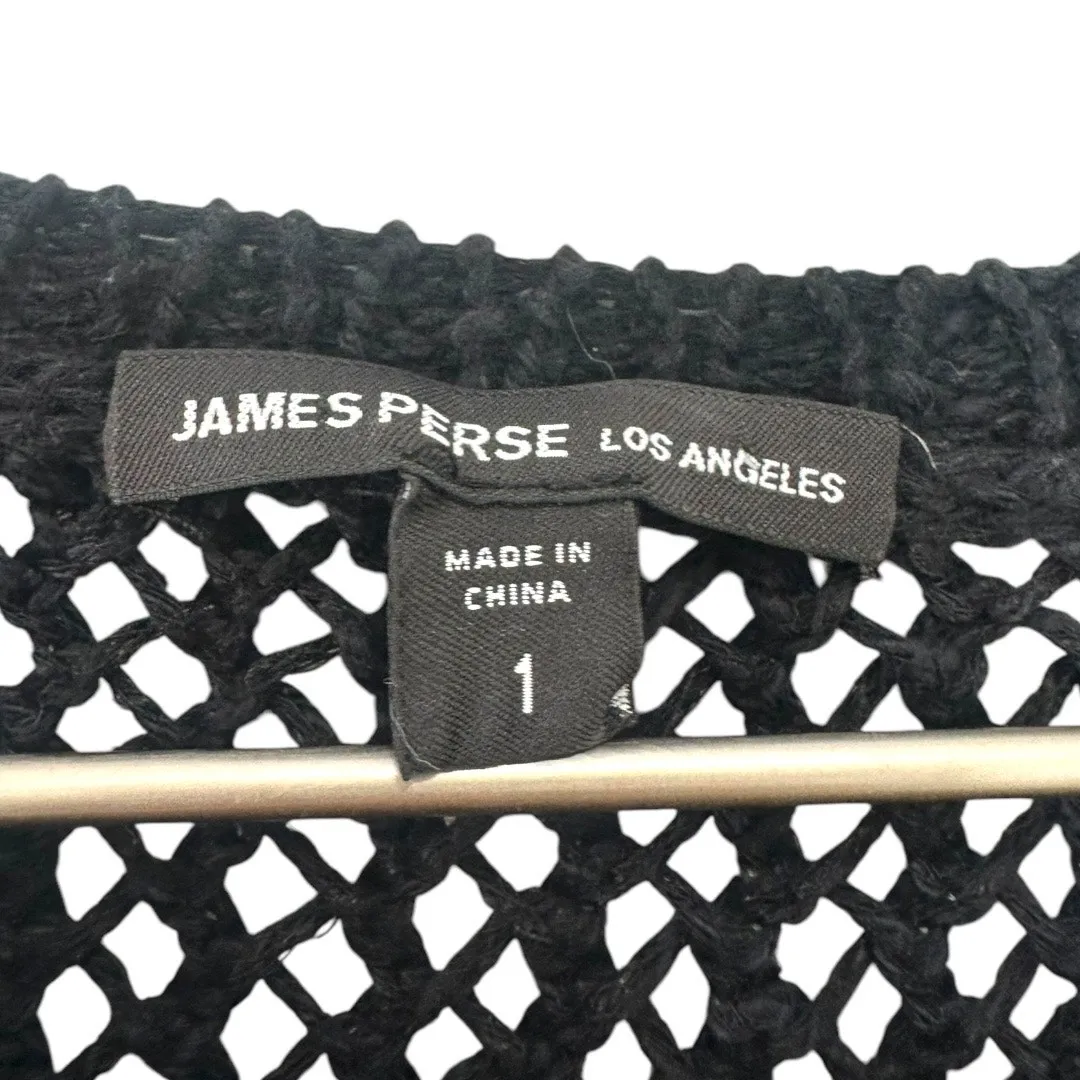 JAMES PERSE LOS ANGELES
MADE IN
CHINA
1